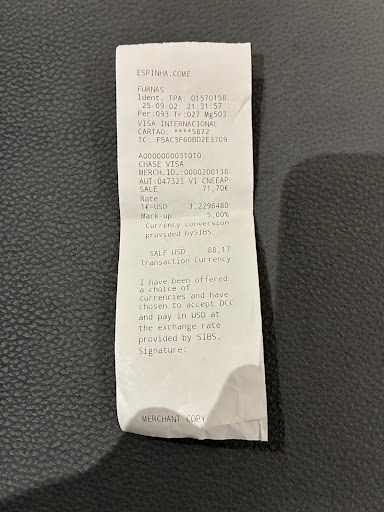 ESPINHA.COME
FURNAS
Ident. TPA: 01570158
25-09-02 21:31:57
Per:093 Tr:027 Mg503
VISA INTERNACIONAL
CARTAO: ****5872
TC: F5AC3F60BD2E3709
A0000000031010
CHASE VISA
MERCH.ID.:0000200138
AUT:04732I VI CNEEAP
SALE 71,70€
Rate
1€=USD 1,2296480
Mark-up 5,00%
Currency conversion
provided bySIBS
SALE USD 88,17
Transaction Currency
I have been offered
a choice of
currencies and have
chosen to accept DCC
and pay in USD at
the exchange rate
provided by SIBS.
Signature:
MERCHANT COPY